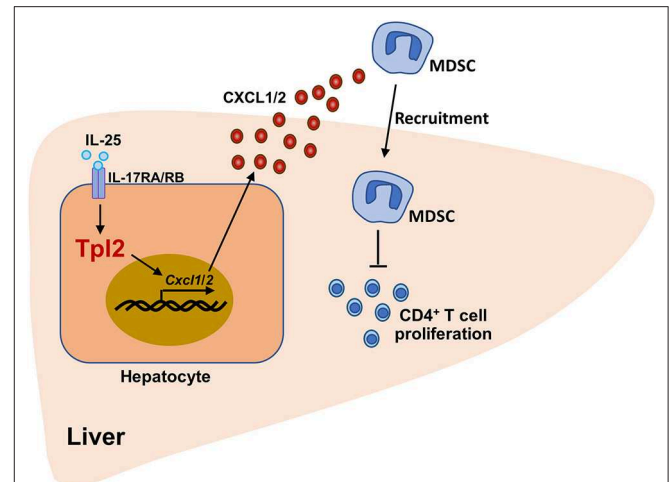 MDSC
CXCL1/2
Recruitment
IL-25
IL-17RA/RB
MDSC
Tpl2
Cxcl1/2
CD4⁺ T cell
proliferation
Hepatocyte
Liver